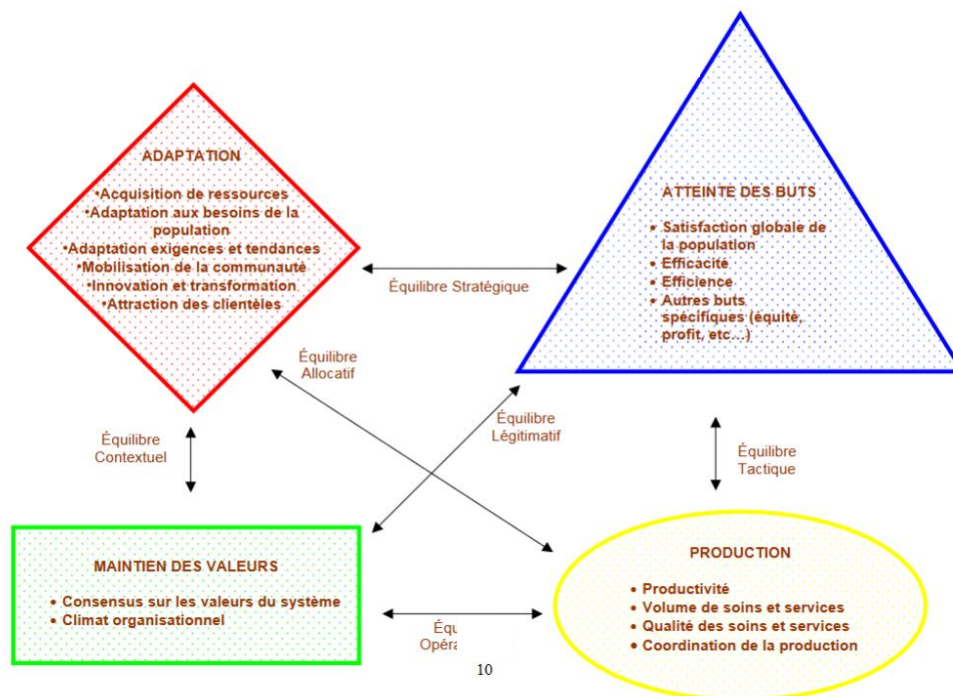 ADAPTATION
•Acquisition de ressources
•Adaptation aux besoins de la
population
•Adaptation exigences et tendances
•Mobilisation de la communauté
•Innovation et transformation
•Attraction des clientèles
ATTEINTE DES BUTS
• Satisfaction globale de
la population
• Efficacité
• Efficience
• Autres buts
spécifiques (équité,
profit, etc…)
Équilibre Stratégique
Équilibre
Allocatif
Équilibre
Légitimatif
Équilibre
Contextuel
Équilibre
Tactique
MAINTIEN DES VALEURS
• Consensus sur les valeurs du système
• Climat organisationnel
PRODUCTION
• Productivité
• Volume de soins et services
• Qualité des soins et services
• Coordination de la production
10